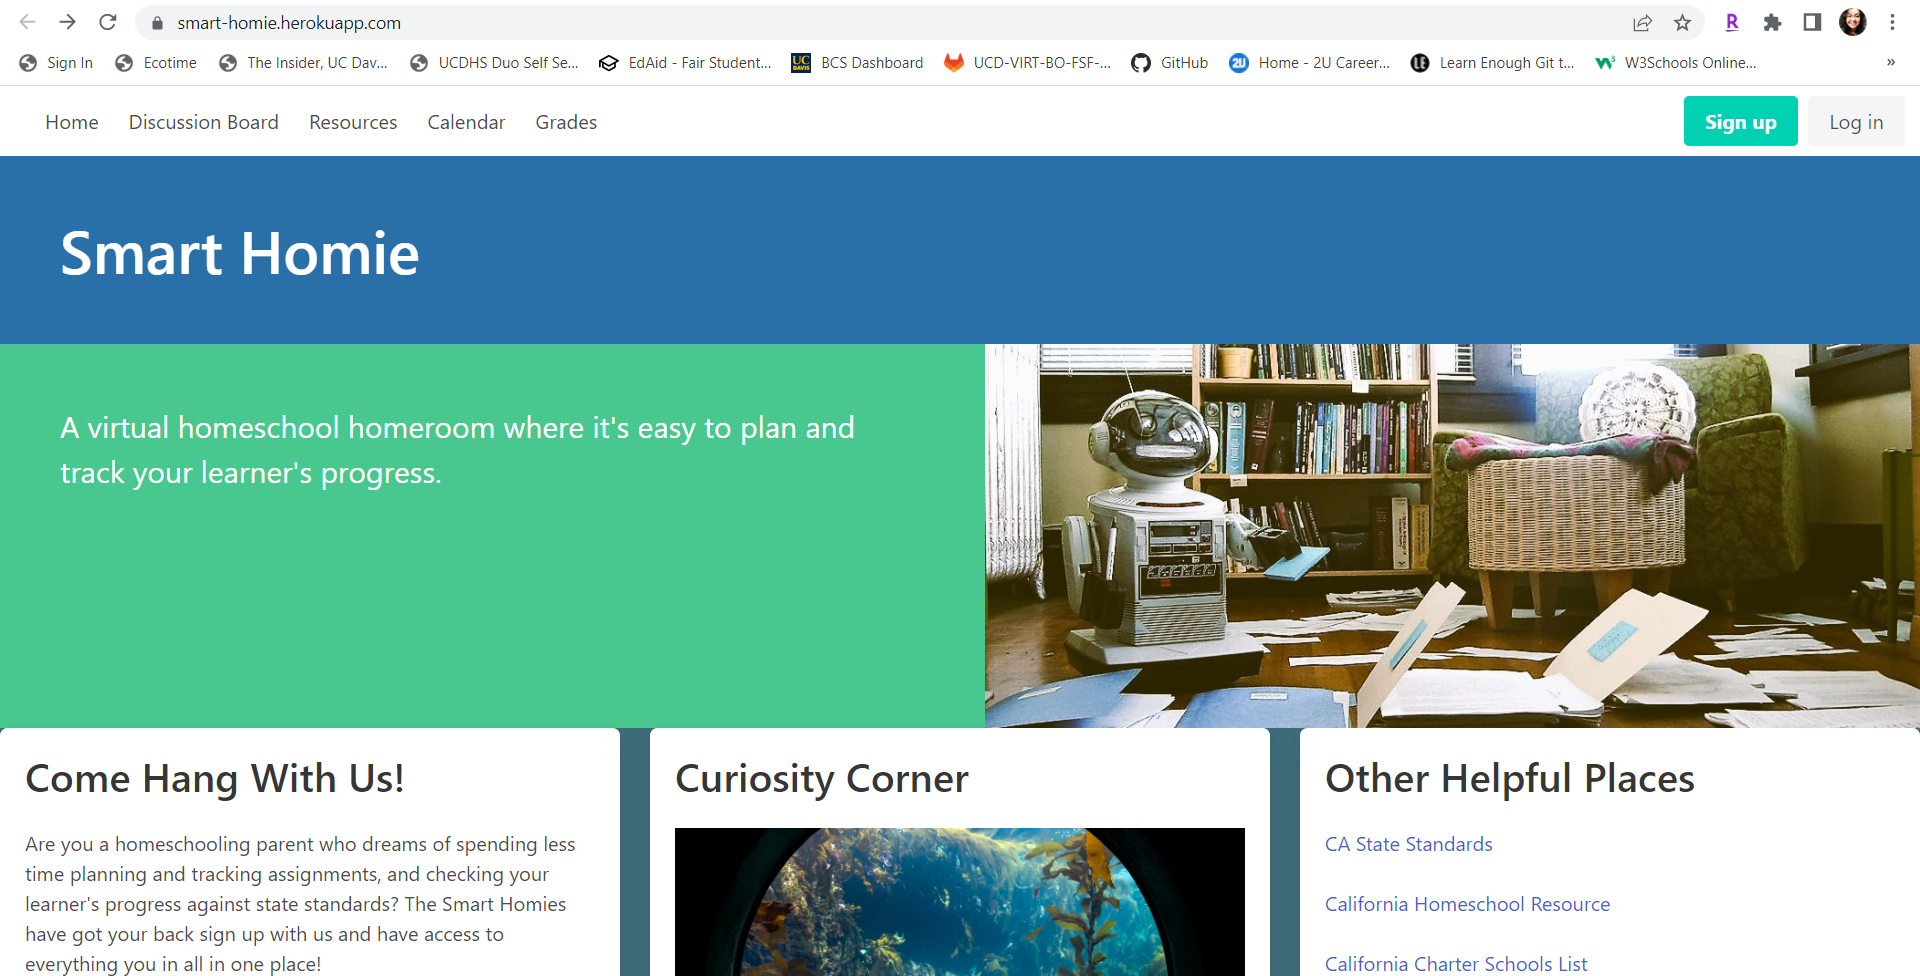 smart-homie.herokuapp.com
Sign In Ecotime The Insider, UC Dav... UCDHS Duo Self Se... EdAid - Fair Student... UC DAVIS BCS Dashboard UCD-VIRT-BO-FSF-... GitHub 2U Home - 2U Career... LE Learn Enough Git t... W3Schools Online... »
Home Discussion Board Resources Calendar Grades Sign up Log in
Smart Homie
A virtual homeschool homeroom where it's easy to plan and
track your learner's progress.
Come Hang With Us!
Are you a homeschooling parent who dreams of spending less
time planning and tracking assignments, and checking your
learner's progress against state standards? The Smart Homies
have got your back sign up with us and have access to
everything you in all in one place!
Curiosity Corner
Other Helpful Places
CA State Standards
California Homeschool Resource
California Charter Schools List